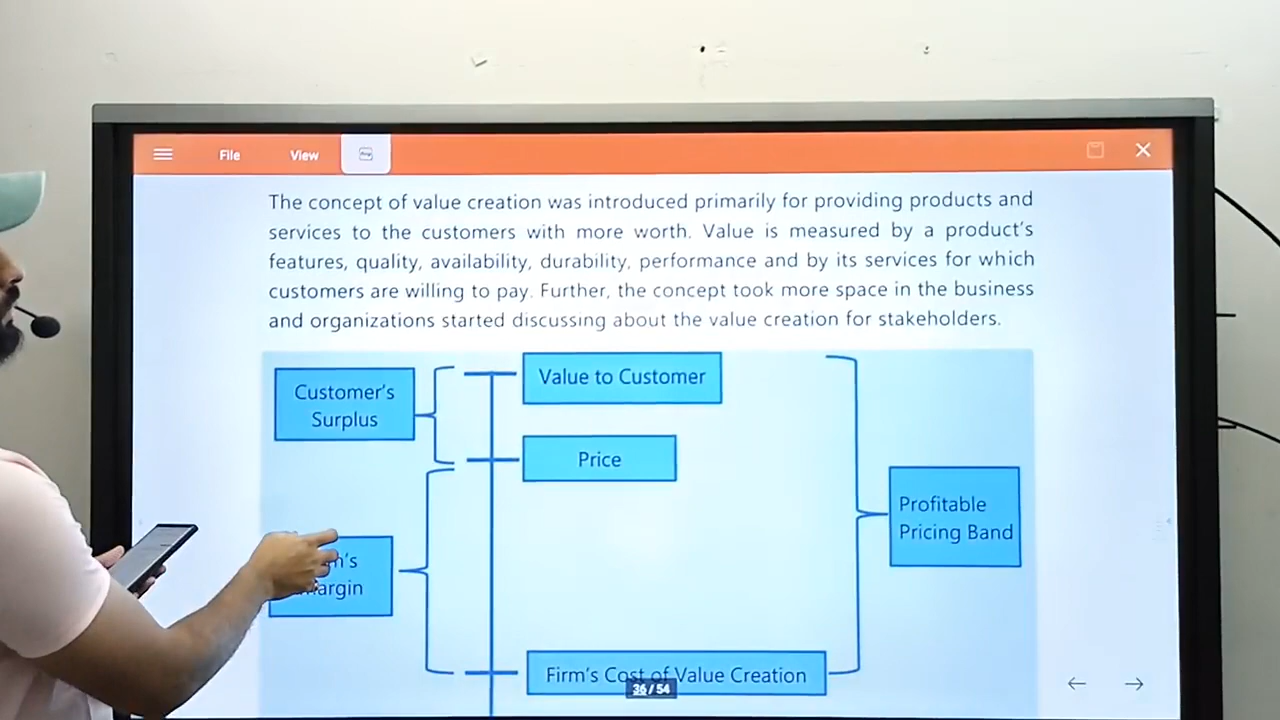 File View
The concept of value creation was introduced primarily for providing products and
services to the customers with more worth. Value is measured by a product's
features, quality, availability, durability, performance and by its services for which
customers are willing to pay. Further, the concept took more space in the business
and organizations started discussing about the value creation for stakeholders.
Customer's
Surplus
Value to Customer
Price
Profitable
Pricing Band
Firm's Cost of Value Creation
36 / 54